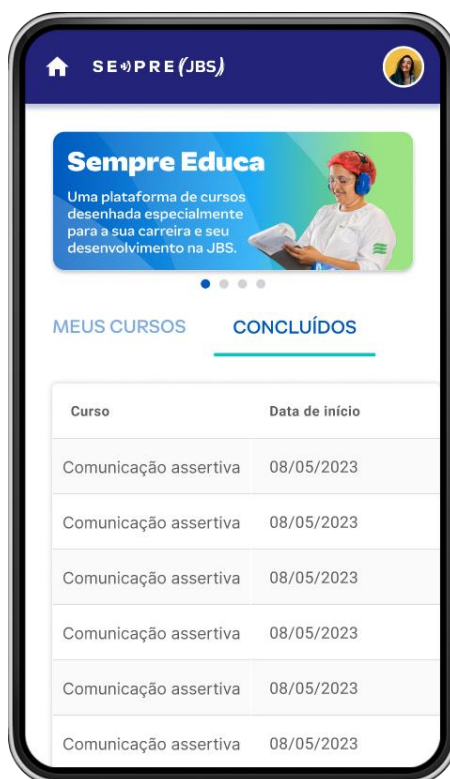 SEMPRE (JBS)
Sempre Educa
Uma plataforma de cursos
desenhada especialmente
para a sua carreira e seu
desenvolvimento na JBS.
MEUS CURSOS CONCLUÍDOS
Curso Data de início
Comunicação assertiva 08/05/2023
Comunicação assertiva 08/05/2023
Comunicação assertiva 08/05/2023
Comunicação assertiva 08/05/2023
Comunicação assertiva 08/05/2023
Comunicação assertiva 08/05/2023